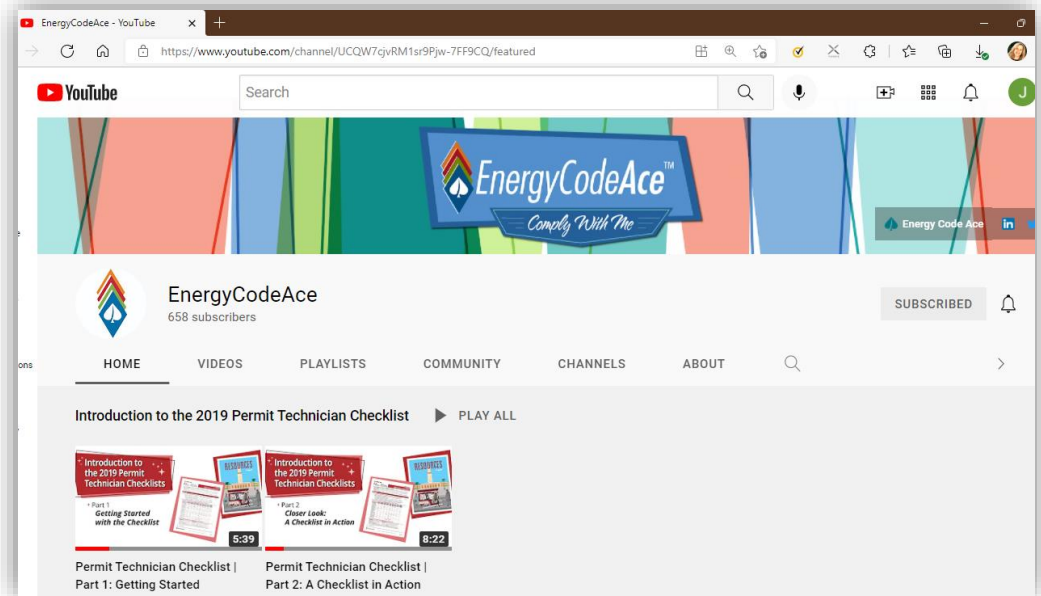 EnergyCodeAce - YouTube
https://www.youtube.com/channel/UCQW7cjvRM1sr9Pjw-7FF9CQ/featured
YouTube
Search
J
EnergyCodeAce™
Comply With Me
Energy Code Ace
in
EnergyCodeAce
658 subscribers
SUBSCRIBED
ons
HOME VIDEOS PLAYLISTS COMMUNITY CHANNELS ABOUT
Introduction to the 2019 Permit Technician Checklist PLAY ALL
Introduction to
the 2019 Permit
Technician Checklists
• Part 1
Getting Started
with the Checklist
RESOURCES
5:39
Introduction to
the 2019 Permit
Technician Checklists
• Part 2
Closer Look:
A Checklist in Action
RESOURCES
8:22
Permit Technician Checklist |
Part 1: Getting Started
Permit Technician Checklist |
Part 2: A Checklist in Action